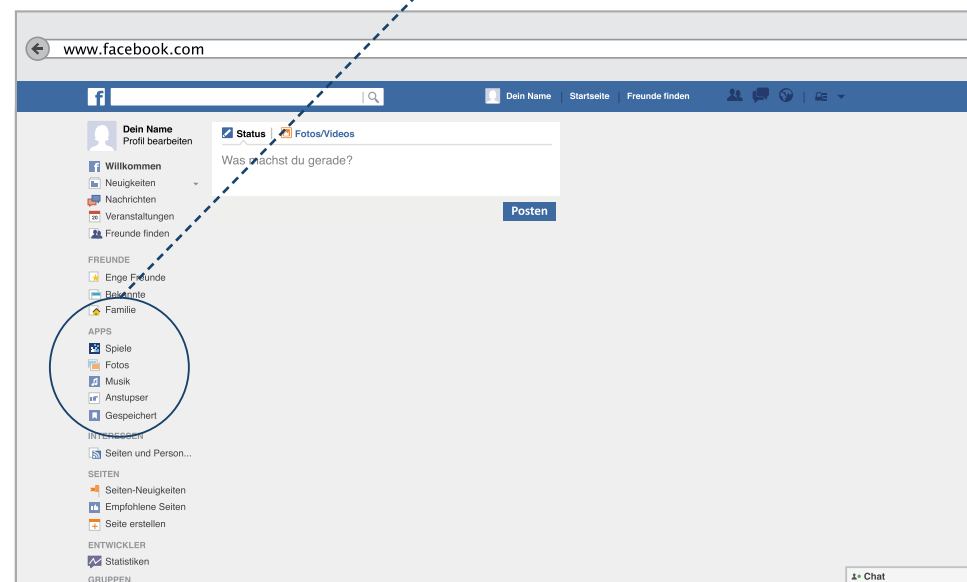 www.facebook.com
f
Dein Name | Startseite | Freunde finden
Dein Name
Profil bearbeiten
Status | Fotos/Videos
Was machst du gerade?
Posten
Willkommen
Neuigkeiten
Nachrichten
Veranstaltungen
Freunde finden
FREUNDE
Enge Freunde
Bekannte
Familie
APPS
Spiele
Fotos
Musik
Anstupser
Gespeichert
INTERESSEN
Seiten und Person...
SEITEN
Seiten-Neuigkeiten
Empfohlene Seiten
Seite erstellen
ENTWICKLER
Statistiken
GRUPPEN
Chat